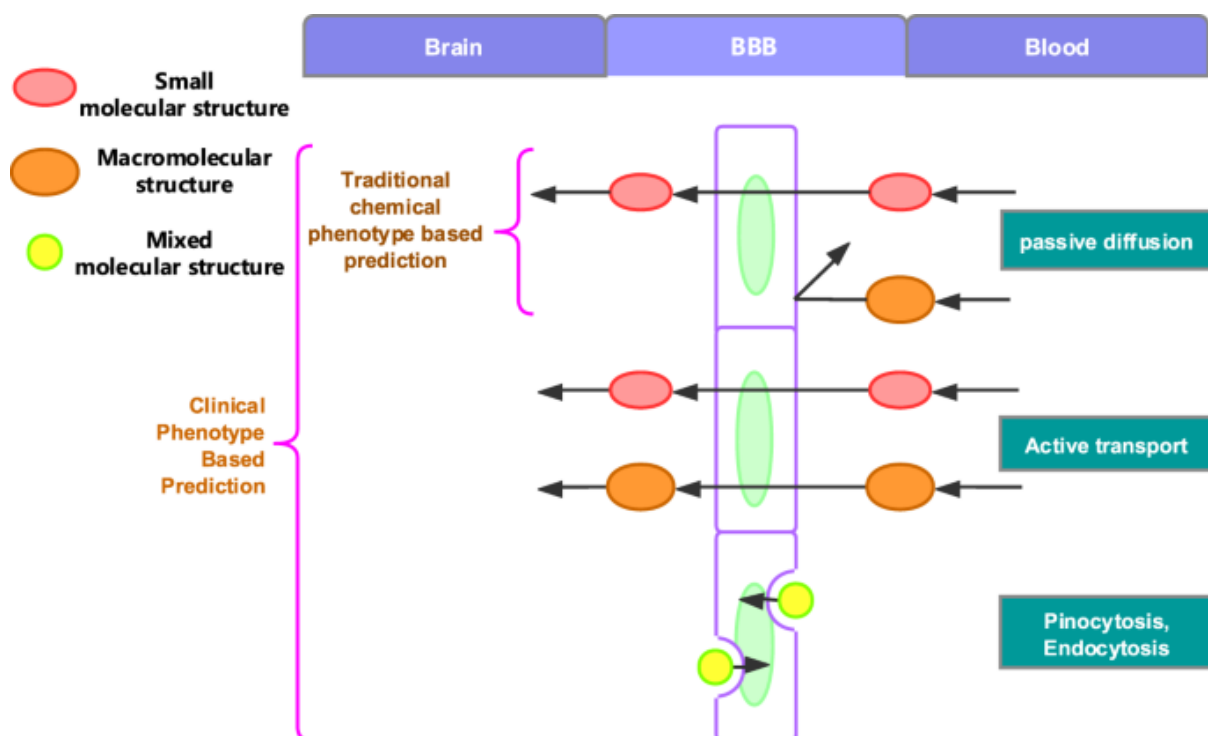 Brain
BBB
Blood
Small
molecular structure
Macromolecular
structure
Mixed
molecular structure
Traditional
chemical
phenotype based
prediction
passive diffusion
Clinical
Phenotype
Based
Prediction
Active transport
Pinocytosis,
Endocytosis